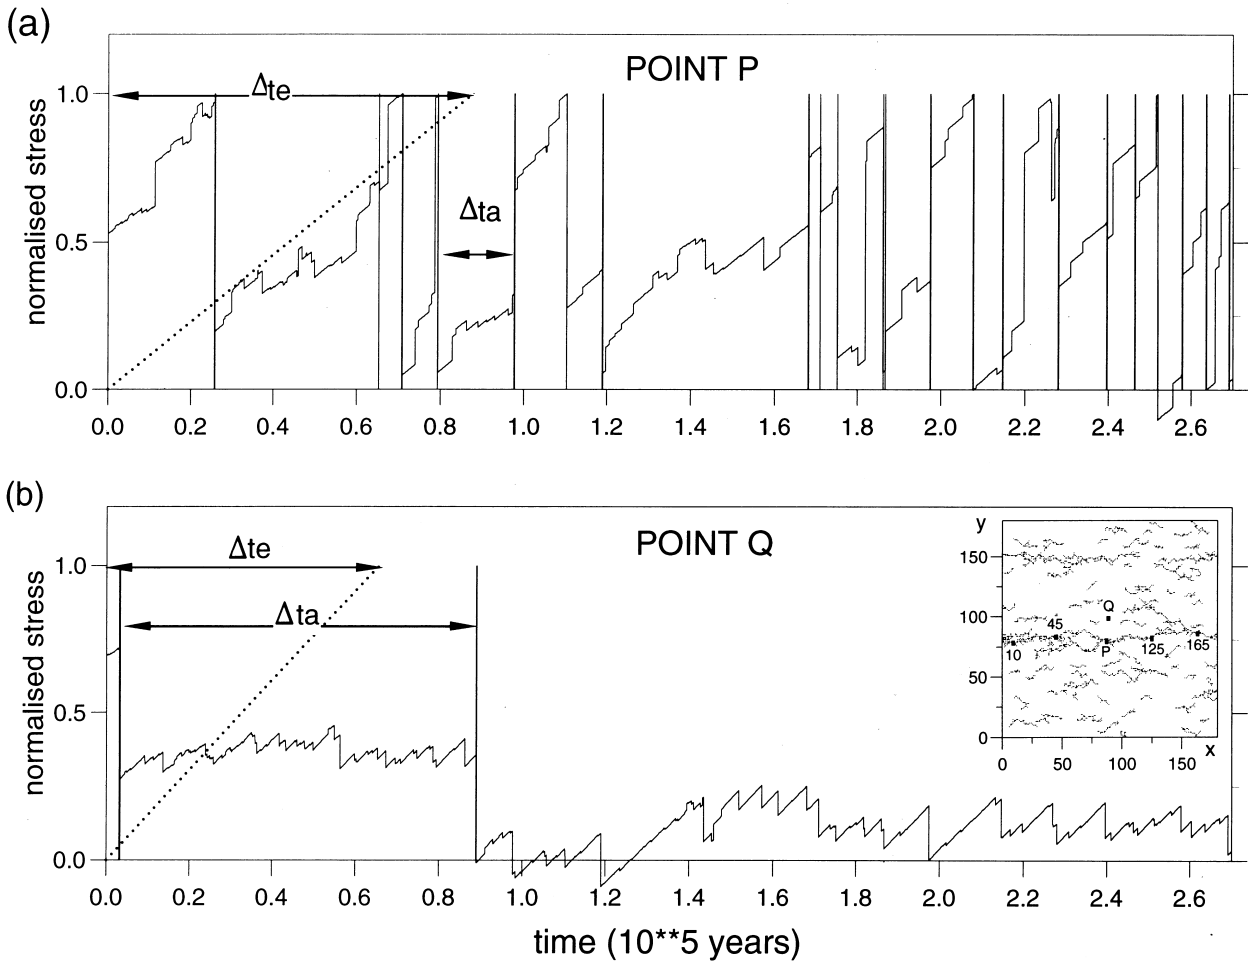 (a)
POINT P
Δte
Δta
normalised stress
1.0
0.5
0.0
0.0 0.2 0.4 0.6 0.8 1.0 1.2 1.4 1.6 1.8 2.0 2.2 2.4 2.6
(b)
POINT Q
Δte
Δta
normalised stress
1.0
0.5
0.0
0.0 0.2 0.4 0.6 0.8 1.0 1.2 1.4 1.6 1.8 2.0 2.2 2.4 2.6
time (10**5 years)
y
150
100
50
0
Q
45
10 P 125 165
0 50 100 150 x